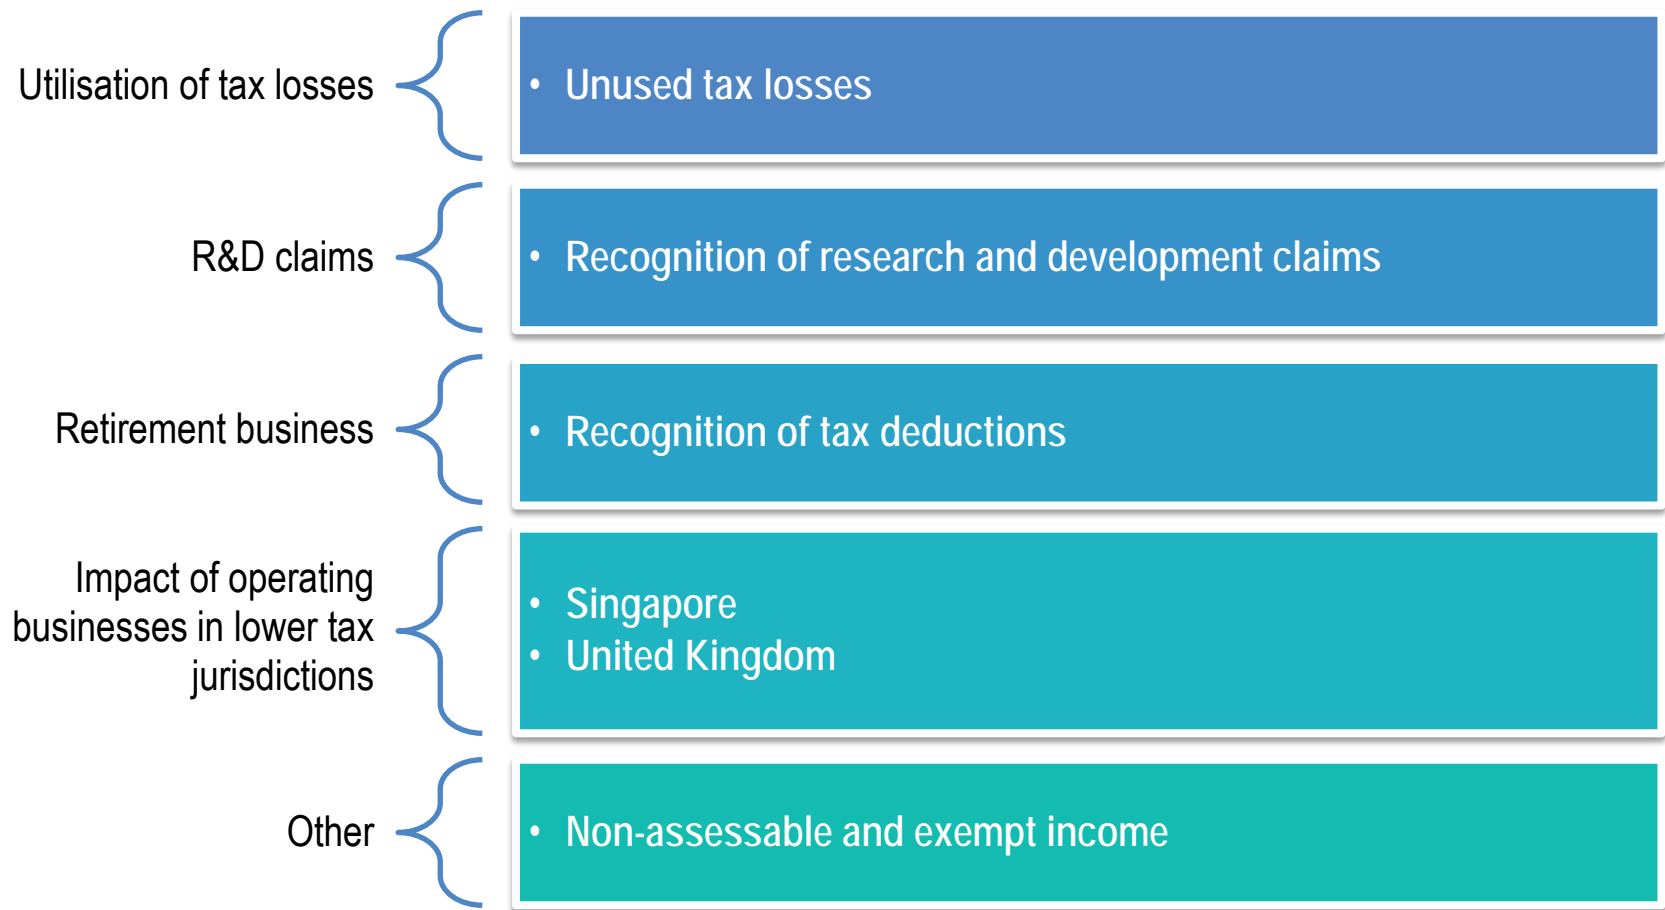 Utilisation of tax losses
• Unused tax losses
R&D claims
• Recognition of research and development claims
Retirement business
• Recognition of tax deductions
Impact of operating
businesses in lower tax
jurisdictions
• Singapore
• United Kingdom
Other
• Non-assessable and exempt income